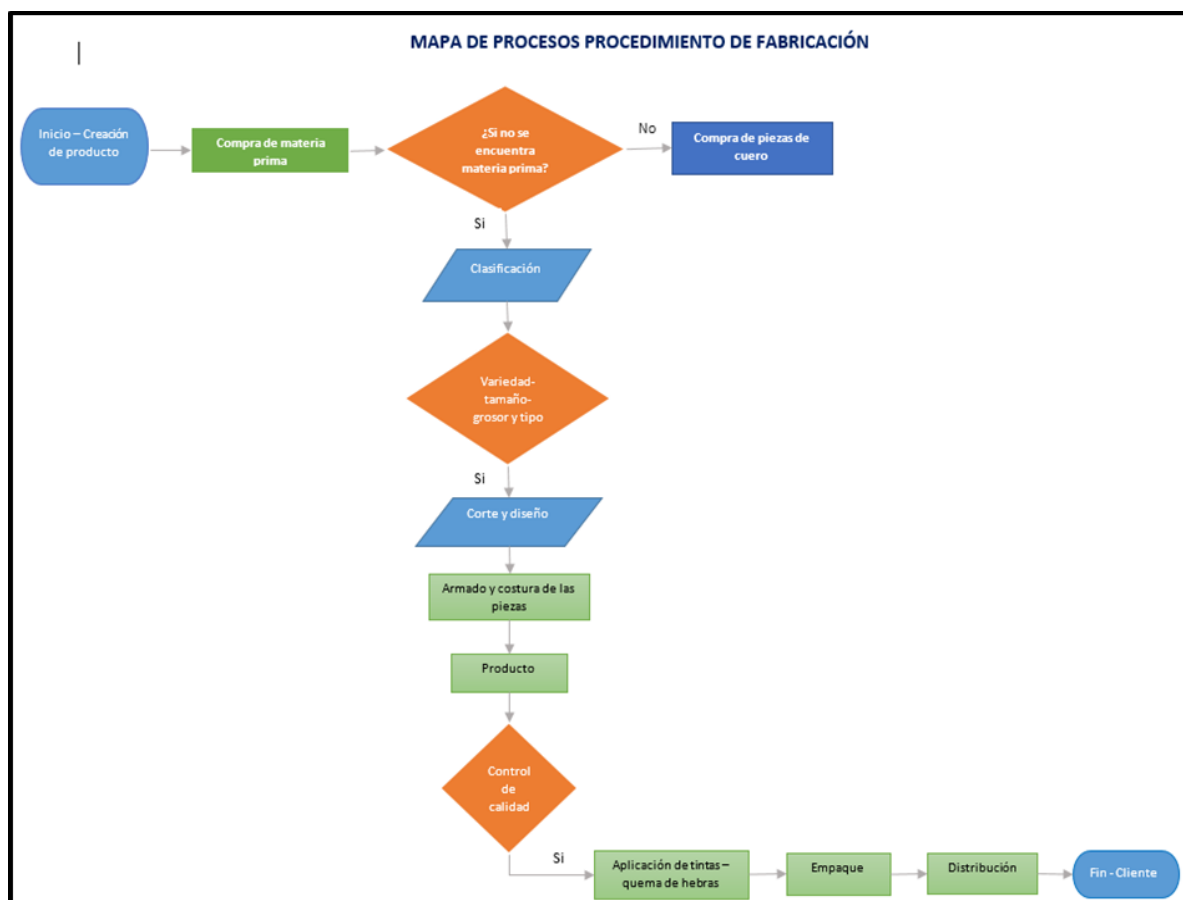 MAPA DE PROCESOS PROCEDIMIENTO DE FABRICACIÓN
Inicio – Creación
de producto
Compra de materia
prima
¿Si no se
encuentra
materia prima?
No
Compra de piezas de
cuero
Si
Clasificación
Variedad-
tamaño-
grosor y tipo
Si
Corte y diseño
Armado y costura de las
piezas
Producto
Control
de
calidad
Si
Aplicación de tintas –
quema de hebras
Empaque
Distribución
Fin - Cliente